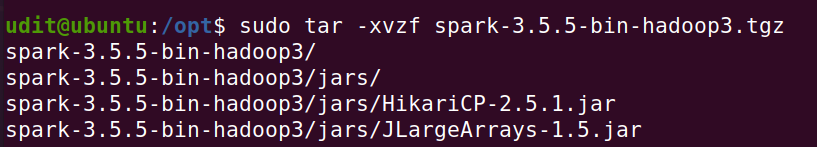 udit@ubuntu:/opt$ sudo tar -xvzf spark-3.5.5-bin-hadoop3.tgz
spark-3.5.5-bin-hadoop3/
spark-3.5.5-bin-hadoop3/jars/
spark-3.5.5-bin-hadoop3/jars/HikariCP-2.5.1.jar
spark-3.5.5-bin-hadoop3/jars/JLargeArrays-1.5.jar